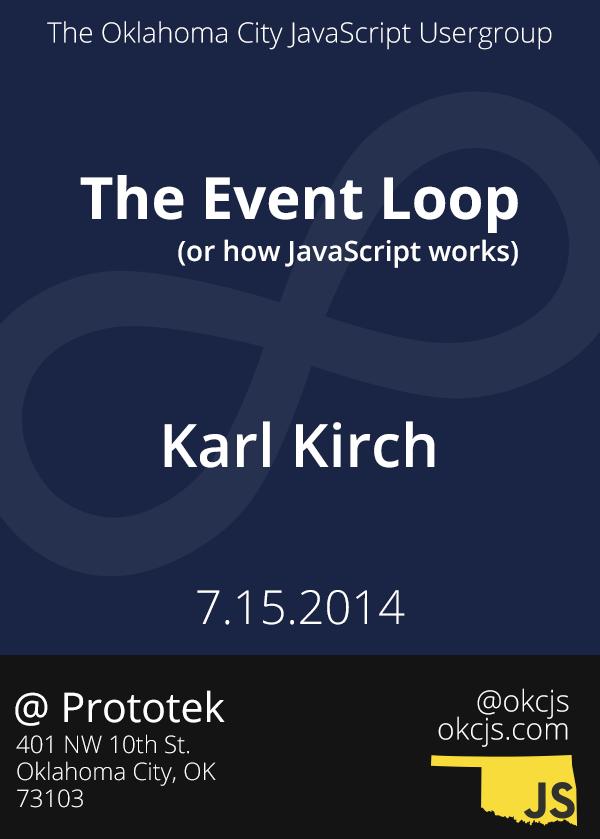 The Oklahoma City JavaScript Usergroup
The Event Loop
(or how JavaScript works)
Karl Kirch
7.15.2014
@ Prototek
401 NW 10th St.
Oklahoma City, OK
73103
@okcjs
okcjs.com
JS